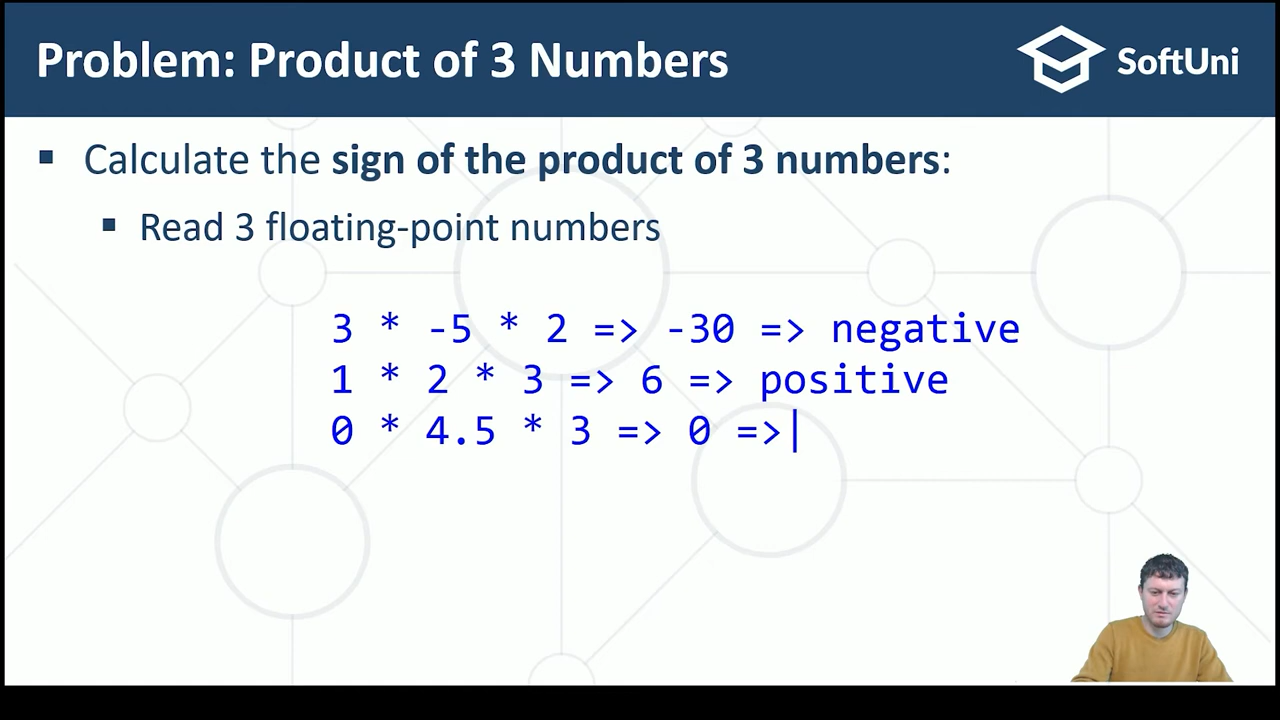 Problem: Product of 3 Numbers
SoftUni
▪ Calculate the sign of the product of 3 numbers:
▪ Read 3 floating-point numbers
3 * -5 * 2 => -30 => negative
1 * 2 * 3 => 6 => positive
0 * 4.5 * 3 => 0 =>